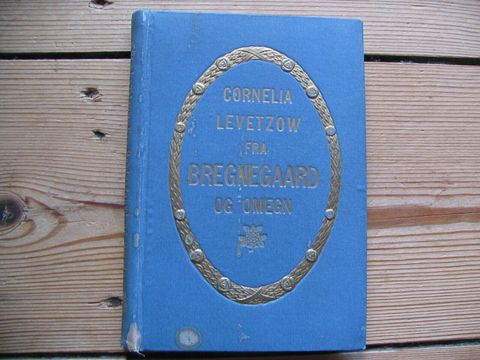 CORNELIA
LEVETZOW
FRA
BREGNEGAARD
OG OMEGN